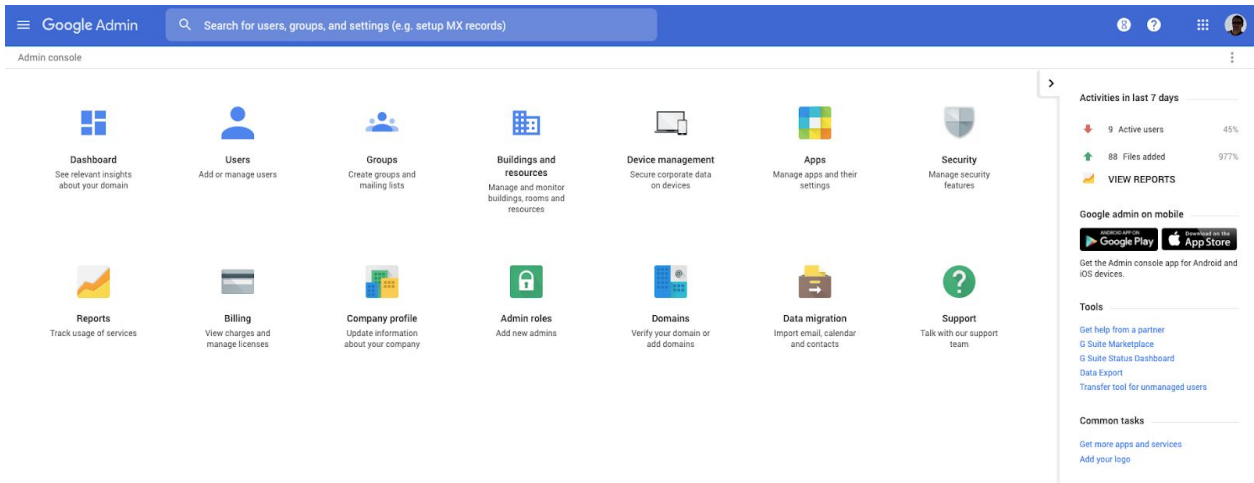 Google Admin
Search for users, groups, and settings (e.g. setup MX records)
8
?
Admin console
Dashboard
See relevant insights
about your domain
Users
Add or manage users
Groups
Create groups and
mailing lists
Buildings and
resources
Manage and monitor
buildings, rooms and
resources
Device management
Secure corporate data
on devices
Apps
Manage apps and their
settings
Security
Manage security
features
Reports
Track usage of services
Billing
View charges and
manage licenses
Company profile
Update information
about your company
Admin roles
Add new admins
@
Domains
Verify your domain or
add domains
Data migration
Import email, calendar
and contacts
?
Support
Talk with our support
team
Activities in last 7 days
9 Active users 45%
88 Files added 977%
VIEW REPORTS
Google admin on mobile
ANDROID APP ON
Google Play
Download on the
App Store
Get the Admin console app for Android and
iOS devices.
Tools
Get help from a partner
G Suite Marketplace
G Suite Status Dashboard
Data Export
Transfer tool for unmanaged users
Common tasks
Get more apps and services
Add your logo